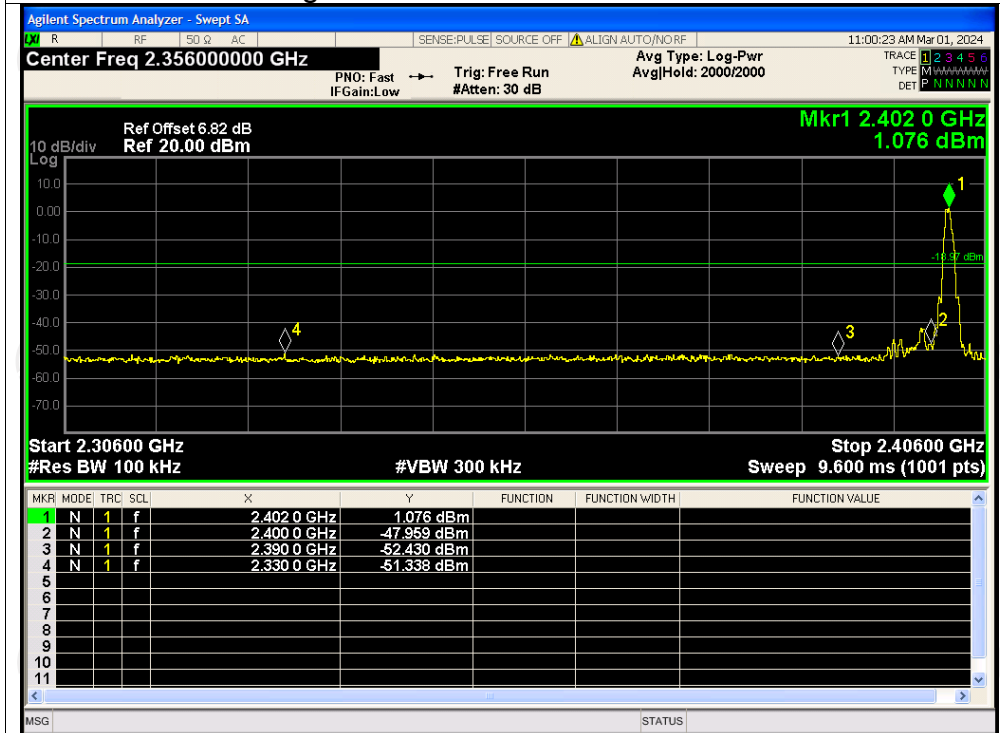 Agilent Spectrum Analyzer - Swept SA
LXI R RF 50 Ω AC SENSE:PULSE SOURCE OFF ALIGN AUTO/NO RF 11:00:23 AM Mar 01, 2024
Center Freq 2.356000000 GHz
PNO: Fast
IFGain:Low
Trig: Free Run
#Atten: 30 dB
Avg Type: Log-Pwr
Avg|Hold: 2000/2000
TRACE 1 2 3 4 5 6
TYPE M
DET P N N N N N
Mkr1 2.402 0 GHz
1.076 dBm
Ref Offset 6.82 dB
10 dB/div Ref 20.00 dBm
Log
10.0
0.00
-10.0
-20.0
-30.0
-40.0
-50.0
-60.0
-70.0
1
-18.97 dBm
2
3
4
Start 2.30600 GHz Stop 2.40600 GHz
#Res BW 100 kHz #VBW 300 kHz Sweep 9.600 ms (1001 pts)
MKR MODE TRC SCL X Y FUNCTION FUNCTION WIDTH FUNCTION VALUE
1 N 1 f 2.402 0 GHz 1.076 dBm
2 N 1 f 2.400 0 GHz -47.959 dBm
3 N 1 f 2.390 0 GHz -52.430 dBm
4 N 1 f 2.330 0 GHz -51.338 dBm
5
6
7
8
9
10
11
MSG STATUS